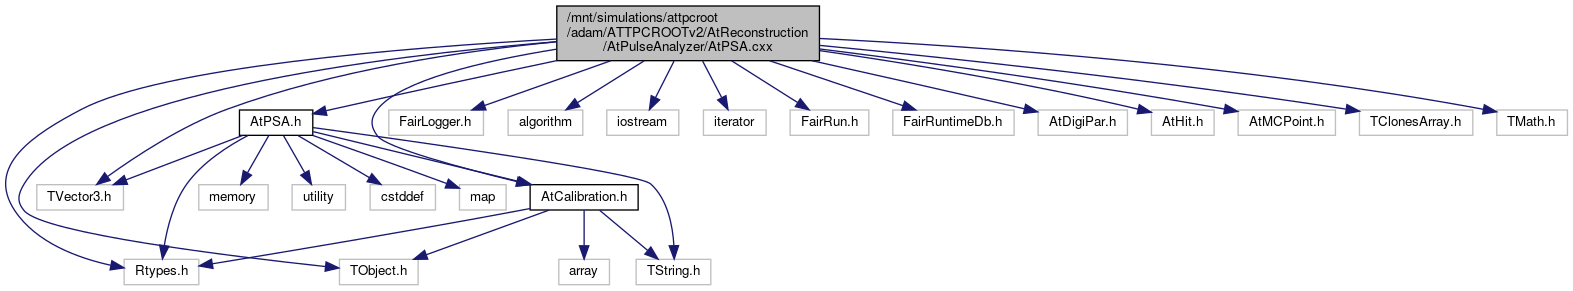 /mnt/simulations/attpcroot
/adam/ATTPCROOTv2/AtReconstruction
/AtPulseAnalyzer/AtPSA.cxx
AtPSA.h
FairLogger.h
algorithm
iostream
iterator
FairRun.h
FairRuntimeDb.h
AtDigiPar.h
AtHit.h
AtMCPoint.h
TClonesArray.h
TMath.h
TVector3.h
memory
utility
cstddef
map
AtCalibration.h
Rtypes.h
TObject.h
array
TString.h